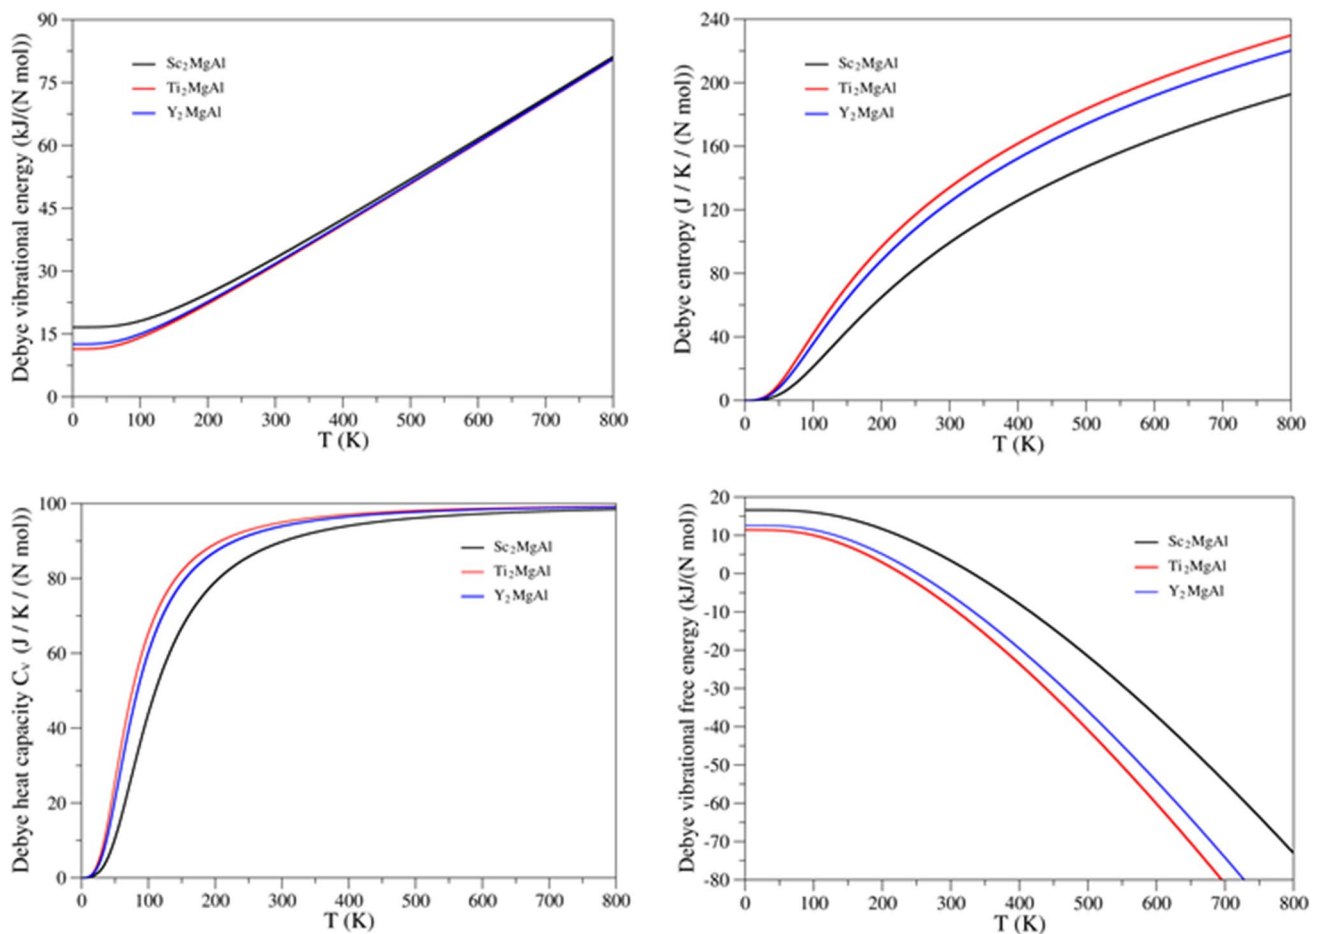 Debye vibrational energy (kJ/(N mol))
90
75
60
45
30
15
0
Sc₂MgAl
Ti₂MgAl
Y₂MgAl
0 100 200 300 400 500 600 700 800
T (K)
Debye entropy (J / K / (N mol))
240
200
160
120
80
40
0
Sc₂MgAl
Ti₂MgAl
Y₂MgAl
0 100 200 300 400 500 600 700 800
T (K)
Debye heat capacity Cᵥ (J / K / (N mol))
100
80
60
40
20
0
Sc₂MgAl
Ti₂MgAl
Y₂MgAl
0 100 200 300 400 500 600 700 800
T (K)
Debye vibrational free energy (kJ/(N mol))
20
10
0
-10
-20
-30
-40
-50
-60
-70
-80
Sc₂MgAl
Ti₂MgAl
Y₂MgAl
0 100 200 300 400 500 600 700 800
T (K)